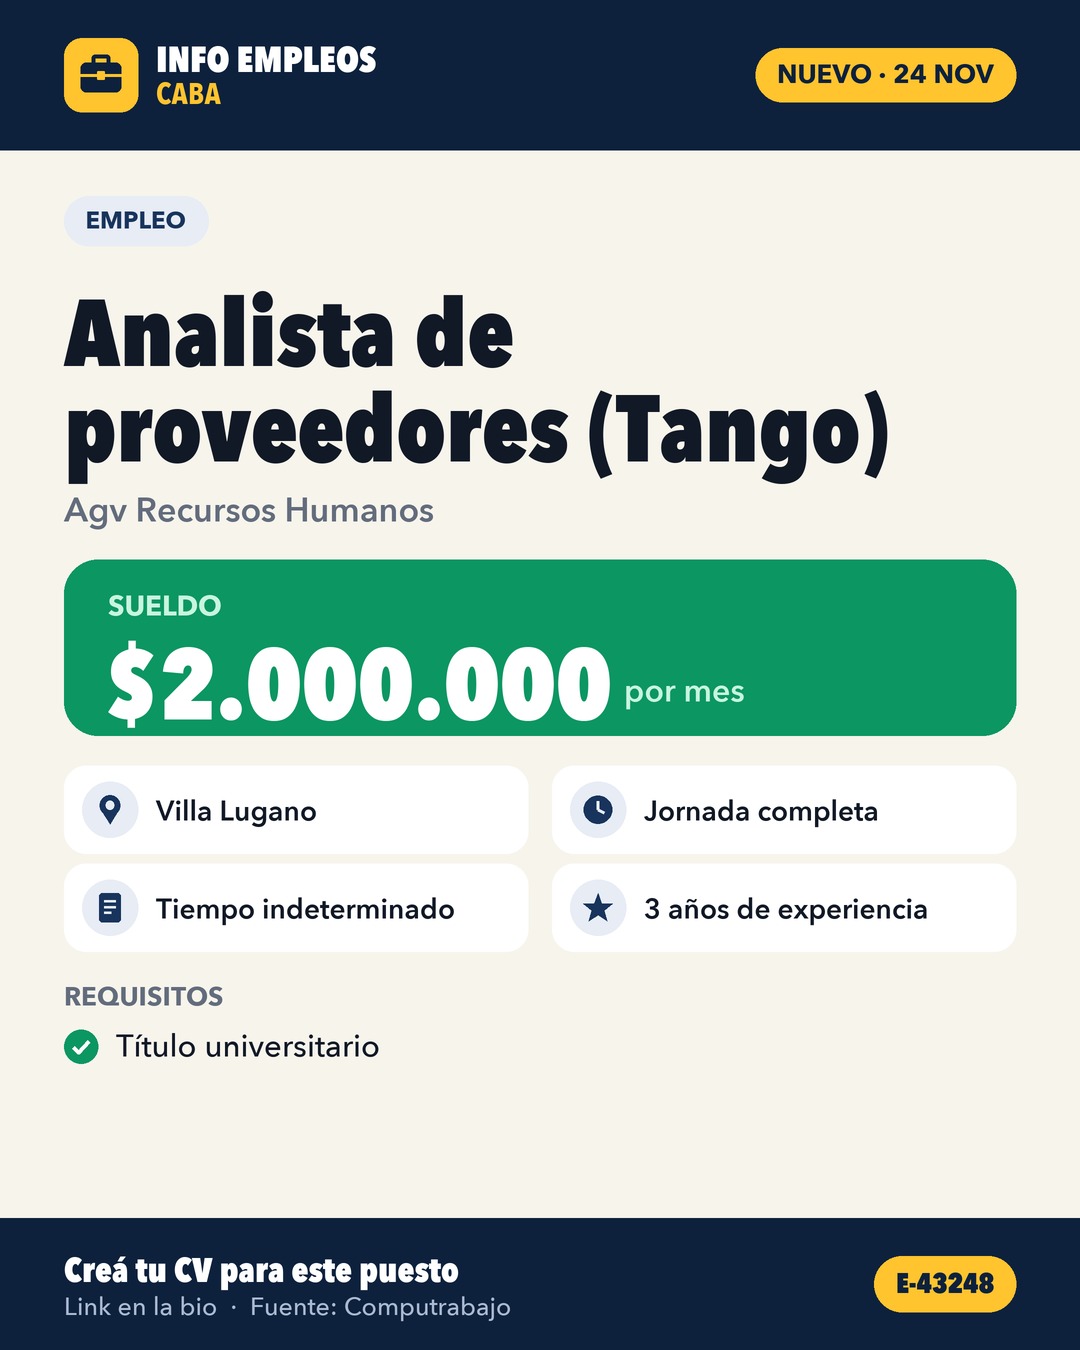 INFO EMPLEOS
CABA
NUEVO · 24 NOV
EMPLEO
Analista de
proveedores (Tango)
Agv Recursos Humanos
SUELDO
$2.000.000 por mes
Villa Lugano
Jornada completa
Tiempo indeterminado
3 años de experiencia
REQUISITOS
Título universitario
Creá tu CV para este puesto
Link en la bio · Fuente: Computrabajo
E-43248